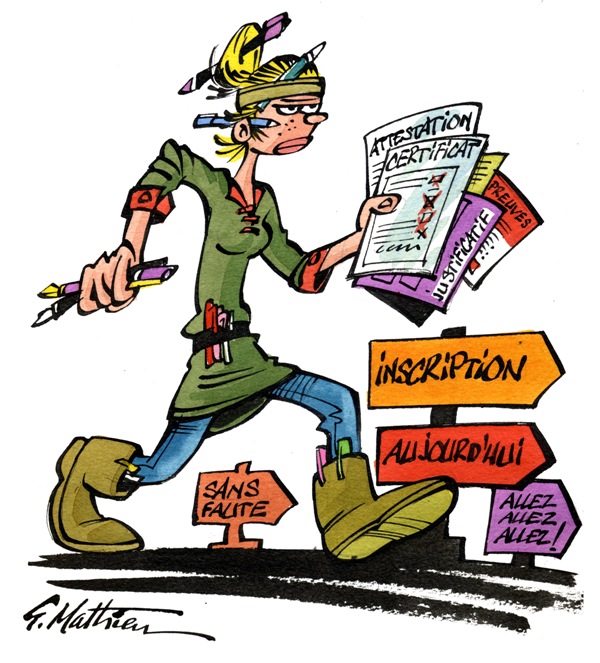 ATTESTATION
CERTIFICAT
PREUVES
JUSTIFICATIF
INSCRIPTION
AUJOURD'HUI
SANS
FAUTE
ALLEZ
ALLEZ
ALLEZ!
G. Mathieu